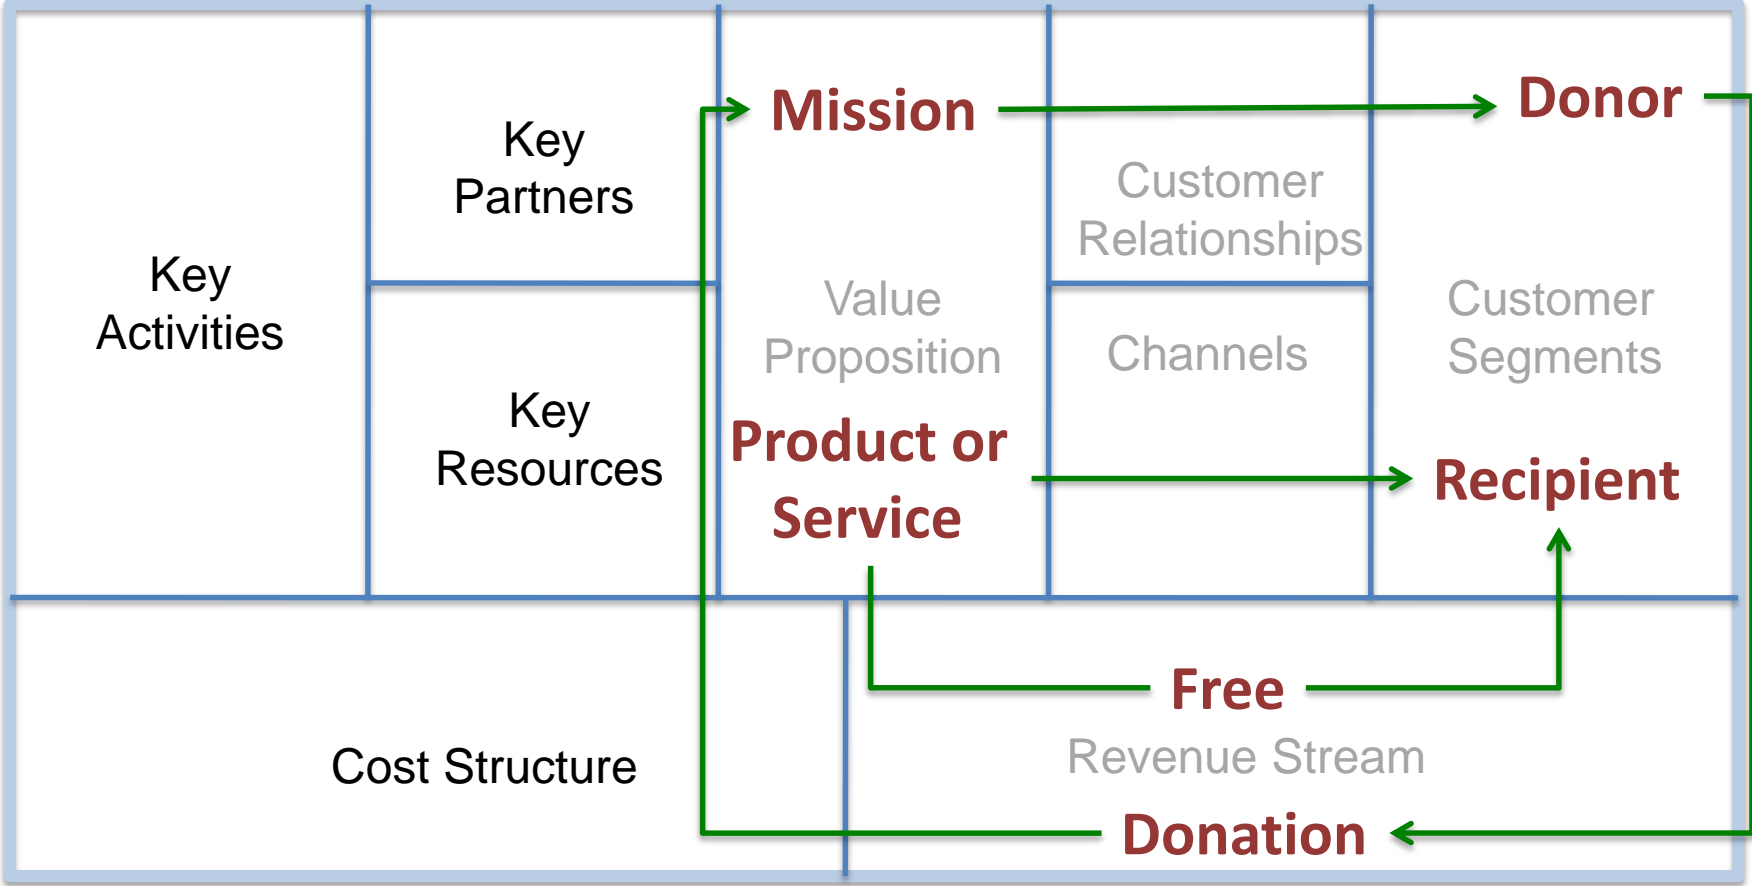 Key
Activities
Key
Partners
Key
Resources
Mission
Value
Proposition
Product or
Service
Customer
Relationships
Channels
Donor
Customer
Segments
Recipient
Cost Structure
Free
Revenue Stream
Donation